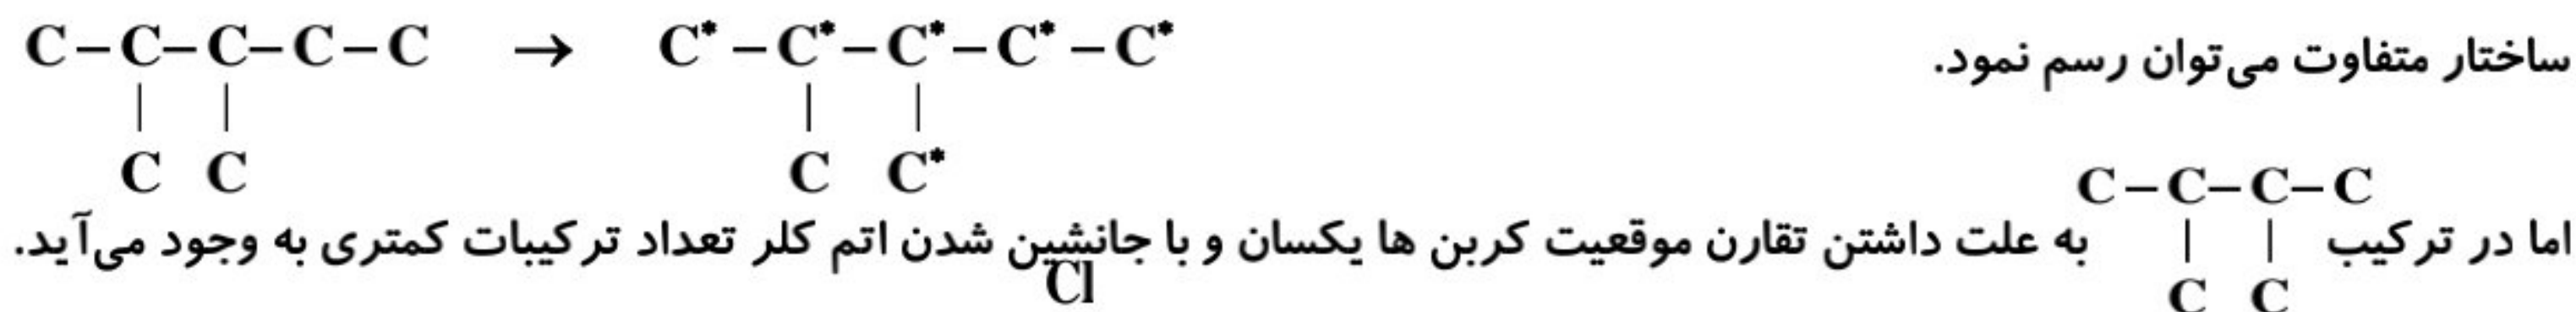 C–C–C–C–C → C*–C*–C*–C*–C* ساختار متفاوت می‌توان رسم نمود.
| | | |
C C C C*
C–C–C–C
اما در ترکیب | | به علت داشتن تقارن موقعیت کربن ها یکسان و با جانشین شدن اتم کلر تعداد ترکیبات کمتری به وجود می‌آید.
Cl
C C